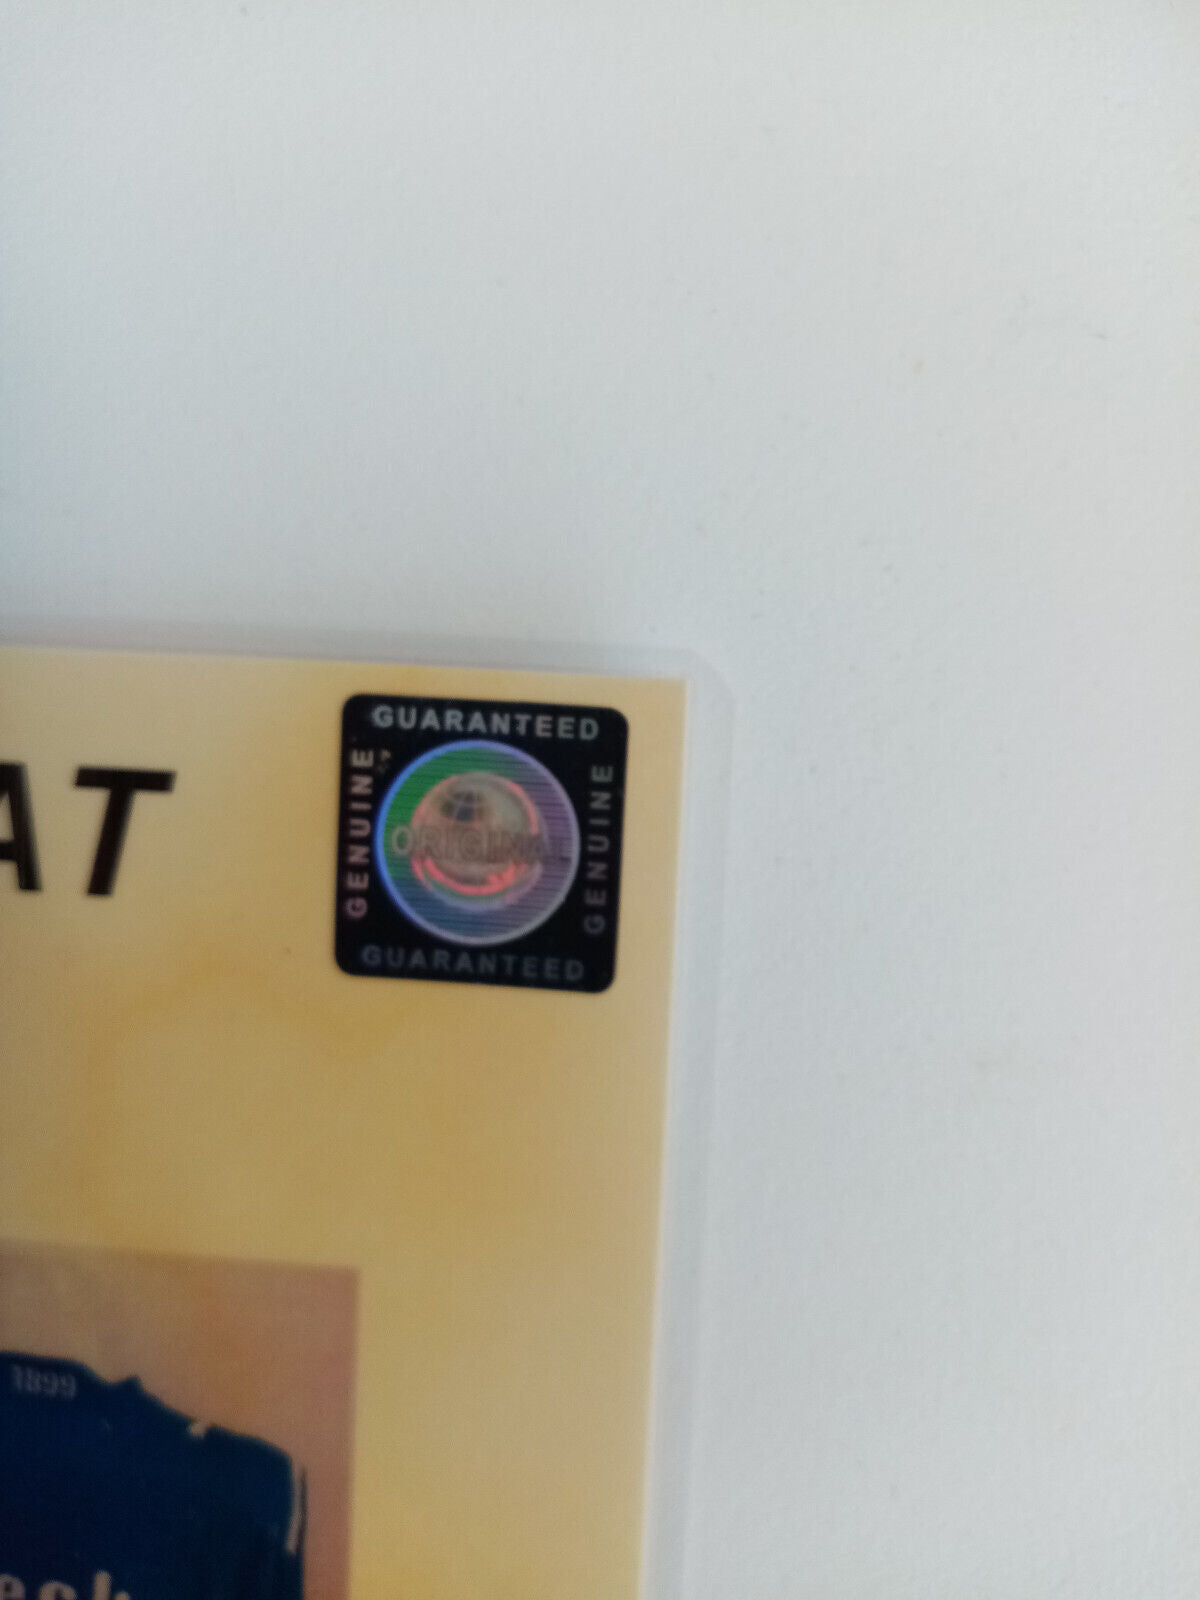 AT
GUARANTEED
GENUINE
ORIGINAL
GENUINE
GUARANTEED
1899